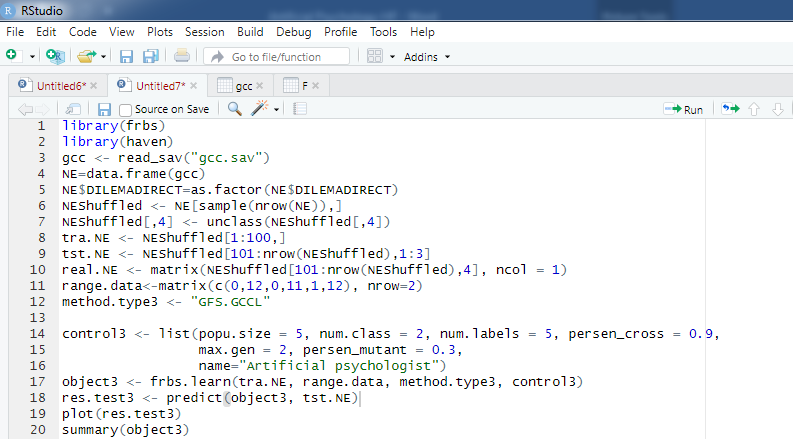 RStudio
File Edit Code View Plots Session Build Debug Profile Tools Help
Go to file/function Addins
Untitled6* Untitled7* gcc F
Source on Save Run
1 library(frbs)
2 library(haven)
3 gcc <- read_sav("gcc.sav")
4 NE=data.frame(gcc)
5 NE$DILEMADIRECT=as.factor(NE$DILEMADIRECT)
6 NEShuffled <- NE[sample(nrow(NE)),]
7 NEShuffled[,4] <- unclass(NEShuffled[,4])
8 tra.NE <- NEShuffled[1:100,]
9 tst.NE <- NEShuffled[101:nrow(NEShuffled),1:3]
10 real.NE <- matrix(NEShuffled[101:nrow(NEShuffled),4], ncol = 1)
11 range.data<-matrix(c(0,12,0,11,1,12), nrow=2)
12 method.type3 <- "GFS.GCCL"
13
14 control3 <- list(popu.size = 5, num.class = 2, num.labels = 5, persen_cross = 0.9,
15 max.gen = 2, persen_mutant = 0.3,
16 name="Artificial psychologist")
17 object3 <- frbs.learn(tra.NE, range.data, method.type3, control3)
18 res.test3 <- predict(object3, tst.NE)
19 plot(res.test3)
20 summary(object3)